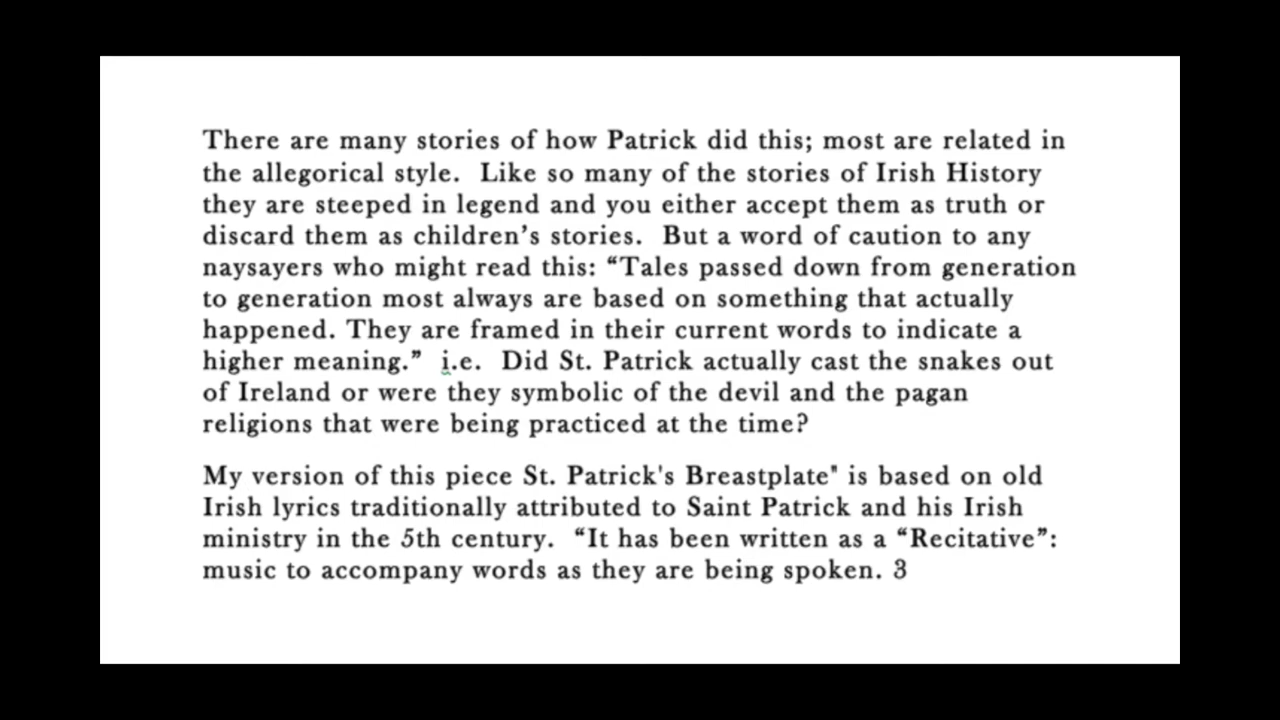 There are many stories of how Patrick did this; most are related in
the allegorical style.  Like so many of the stories of Irish History
they are steeped in legend and you either accept them as truth or
discard them as children’s stories.  But a word of caution to any
naysayers who might read this: “Tales passed down from generation
to generation most always are based on something that actually
happened. They are framed in their current words to indicate a
higher meaning.”  i.e.  Did St. Patrick actually cast the snakes out
of Ireland or were they symbolic of the devil and the pagan
religions that were being practiced at the time?
My version of this piece St. Patrick's Breastplate" is based on old
Irish lyrics traditionally attributed to Saint Patrick and his Irish
ministry in the 5th century.  “It has been written as a “Recitative”:
music to accompany words as they are being spoken. 3